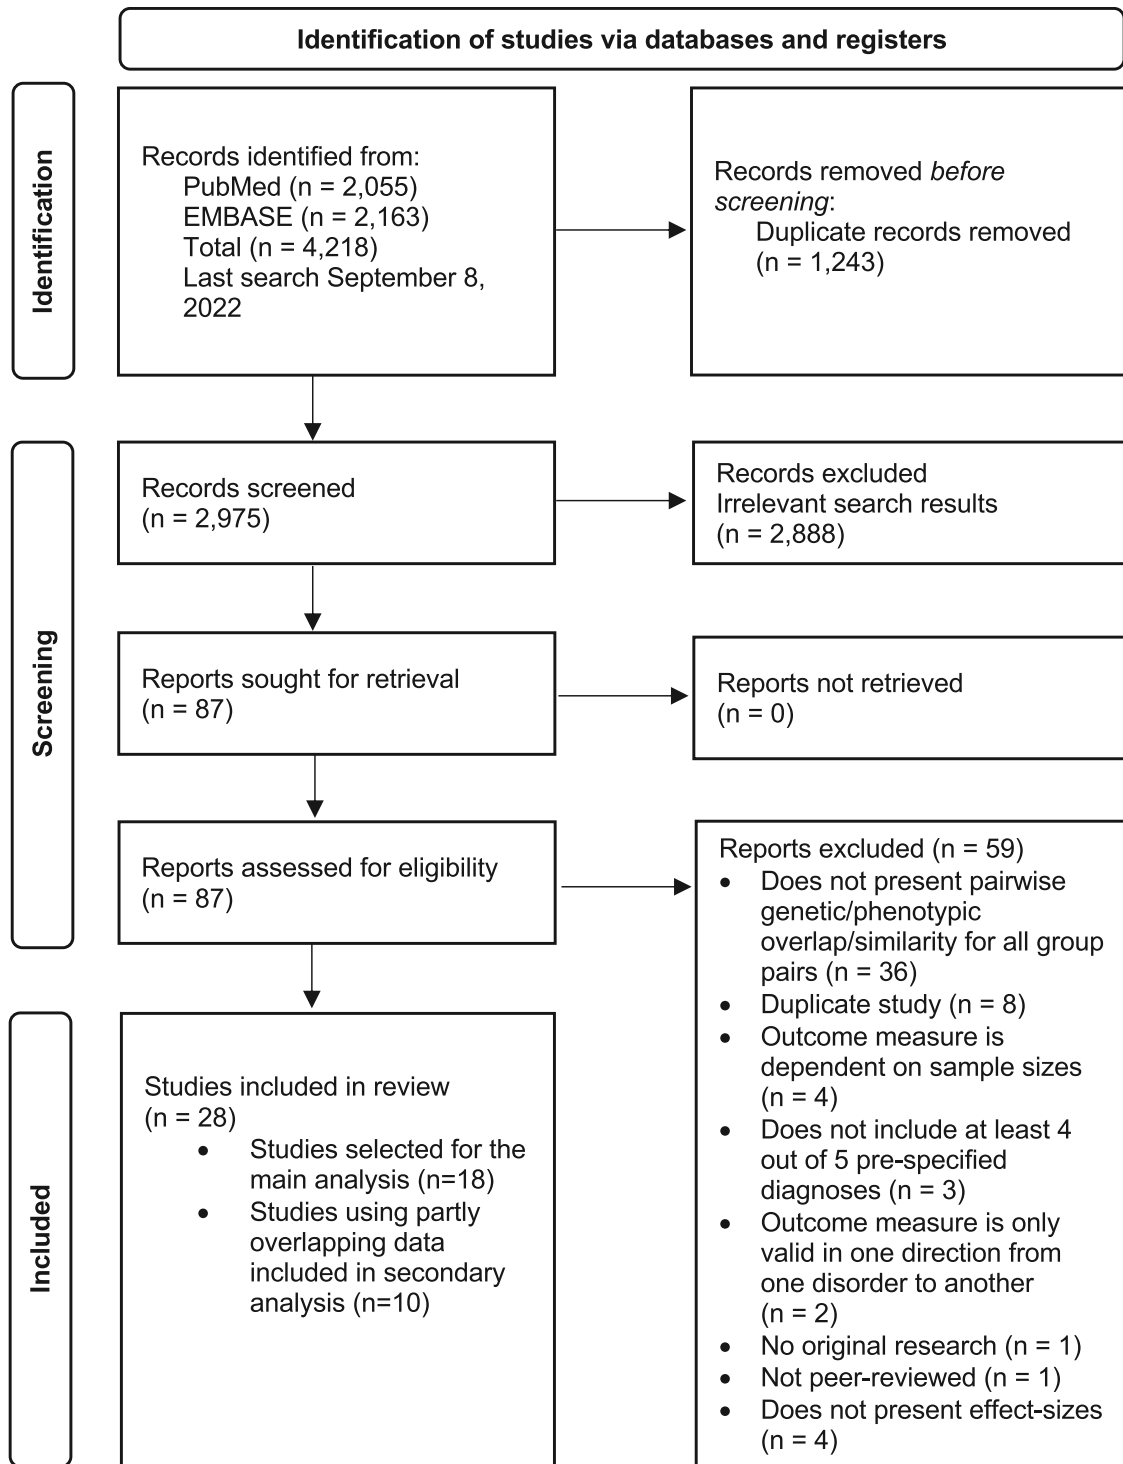 Identification of studies via databases and registers
Identification
Records identified from:
PubMed (n = 2,055)
EMBASE (n = 2,163)
Total (n = 4,218)
Last search September 8,
2022
Records removed before
screening:
Duplicate records removed
(n = 1,243)
Screening
Records screened
(n = 2,975)
Records excluded
Irrelevant search results
(n = 2,888)
Reports sought for retrieval
(n = 87)
Reports not retrieved
(n = 0)
Reports assessed for eligibility
(n = 87)
Reports excluded (n = 59)
• Does not present pairwise
genetic/phenotypic
overlap/similarity for all group
pairs (n = 36)
• Duplicate study (n = 8)
• Outcome measure is
dependent on sample sizes
(n = 4)
• Does not include at least 4
out of 5 pre-specified
diagnoses (n = 3)
• Outcome measure is only
valid in one direction from
one disorder to another
(n = 2)
• No original research (n = 1)
• Not peer-reviewed (n = 1)
• Does not present effect-sizes
(n = 4)
Included
Studies included in review
(n = 28)
• Studies selected for the
main analysis (n=18)
• Studies using partly
overlapping data
included in secondary
analysis (n=10)